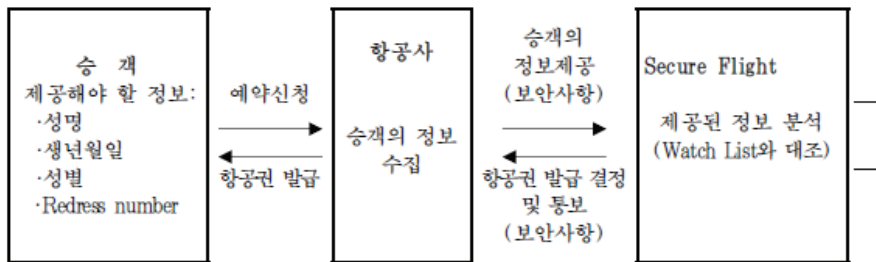 승 객
제공해야 할 정보:
·성명
·생년월일
·성별
·Redress number
예약신청
항공권 발급
항공사
승객의 정보
수집
승객의
정보제공
(보안사항)
항공권 발급 결정
및 통보
(보안사항)
Secure Flight
제공된 정보 분석
(Watch List와 대조)